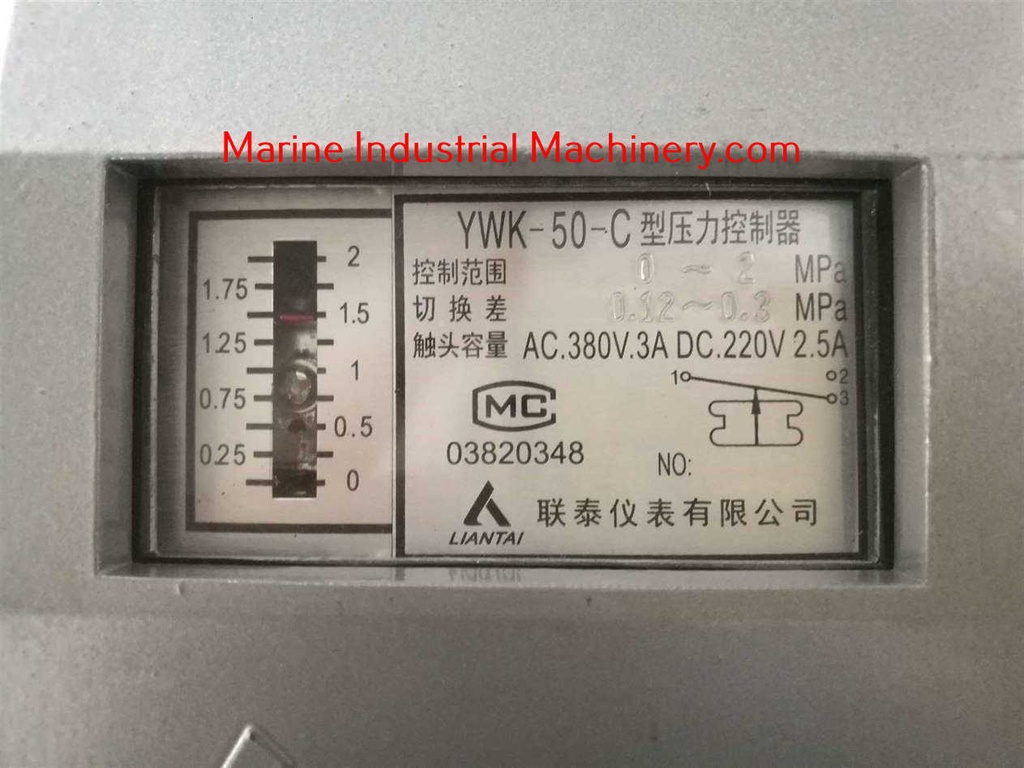 Marine Industrial Machinery.com
2
1.75
1.5
1.25
1
0.75
0.5
0.25
0
YWK-50-C型压力控制器
控制范围 0 ~ 2 MPa
切换差 0.12~0.3 MPa
触头容量 AC.380V.3A DC.220V 2.5A
1 2
3
MC
03820348
NO:
LIANTAI
联泰仪表有限公司